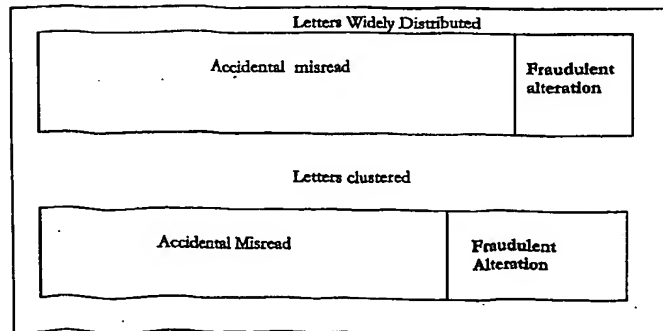 Letters Widely Distributed
Accidental misread
Fraudulent
alteration
Letters clustered
Accidental Misread
Fraudulent
Alteration